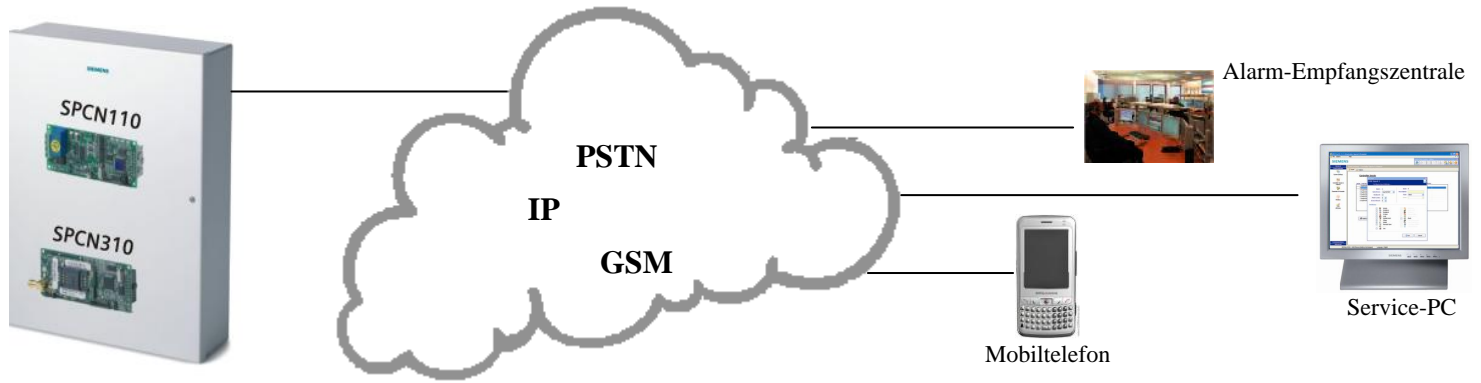 SIEMENS
SPCN110
SPCN310
PSTN
IP
GSM
Alarm-Empfangszentrale
Service-PC
Mobiltelefon